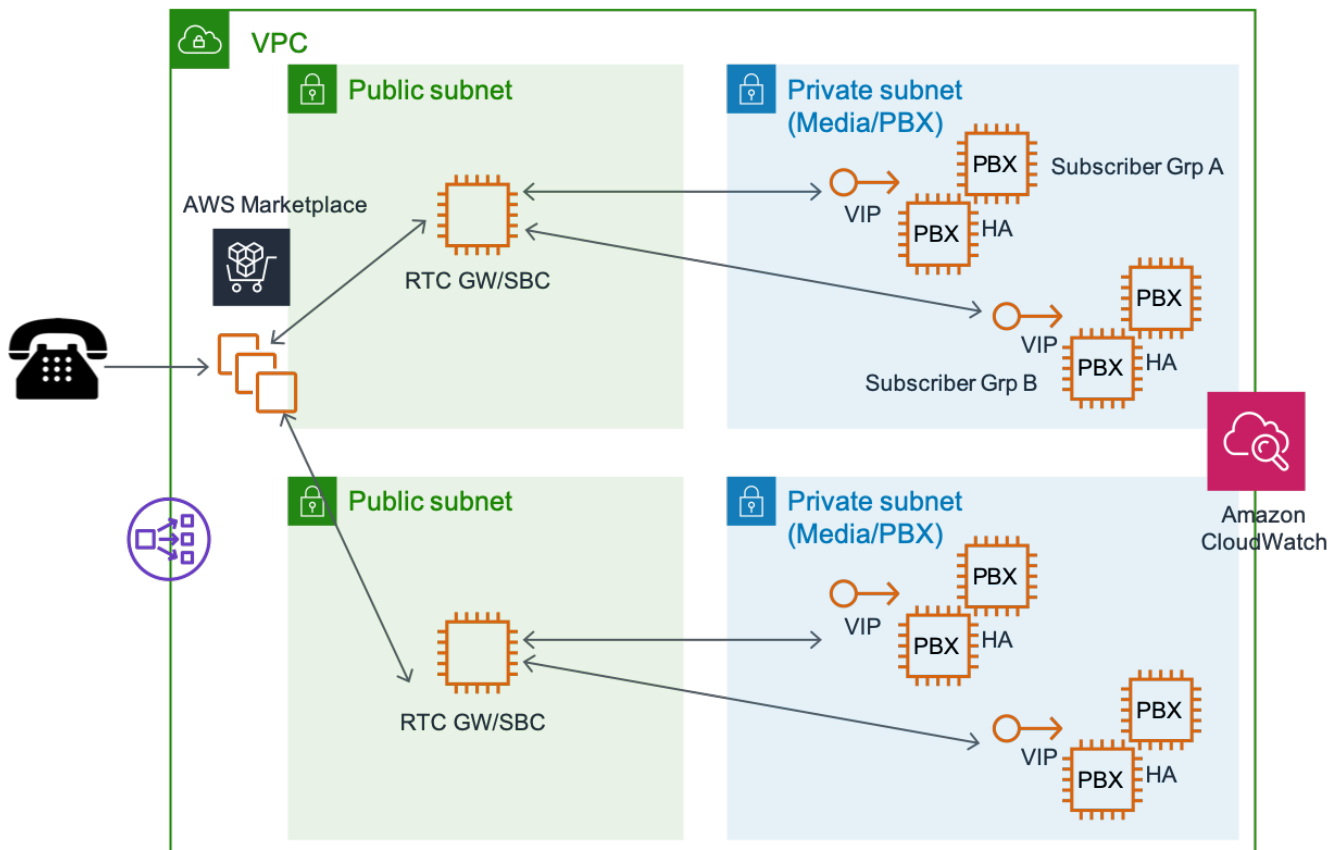 VPC
Public subnet
Private subnet
(Media/PBX)
PBX
Subscriber Grp A
AWS Marketplace
VIP
PBX
HA
RTC GW/SBC
PBX
VIP
PBX
HA
Subscriber Grp B
Public subnet
Private subnet
(Media/PBX)
Amazon
CloudWatch
PBX
VIP
PBX
HA
RTC GW/SBC
PBX
VIP
PBX
HA